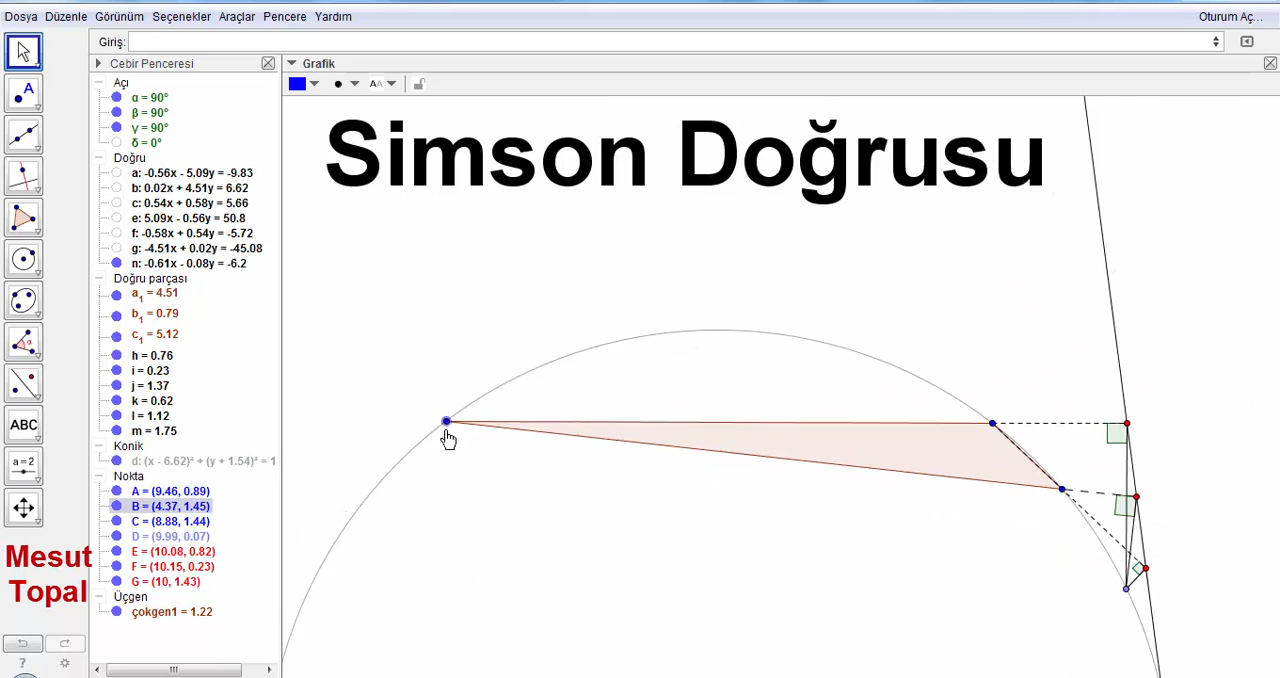 Dosya Düzenle Görünüm Seçenekler Araçlar Pencere Yardım Oturum Aç...
Giriş:
Cebir Penceresi
Grafik
AA
Simson Doğrusu
Açı
α = 90°
β = 90°
γ = 90°
δ = 0°
Doğru
a: -0.56x - 5.09y = -9.83
b: 0.02x + 4.51y = 6.62
c: 0.54x + 0.58y = 5.66
e: 5.09x - 0.56y = 50.8
f: -0.58x + 0.54y = -5.72
g: -4.51x + 0.02y = -45.08
n: -0.61x - 0.08y = -6.2
Doğru parçası
a₁ = 4.51
b₁ = 0.79
c₁ = 5.12
h = 0.76
i = 0.23
j = 1.37
k = 0.62
l = 1.12
m = 1.75
Konik
d: (x - 6.62)² + (y + 1.54)² = 1
Nokta
A = (9.46, 0.89)
B = (4.37, 1.45)
C = (8.88, 1.44)
D = (9.99, 0.07)
E = (10.08, 0.82)
F = (10.15, 0.23)
G = (10, 1.43)
Üçgen
çokgen1 = 1.22
A
α
ABC
a=2
Mesut
Topal
?